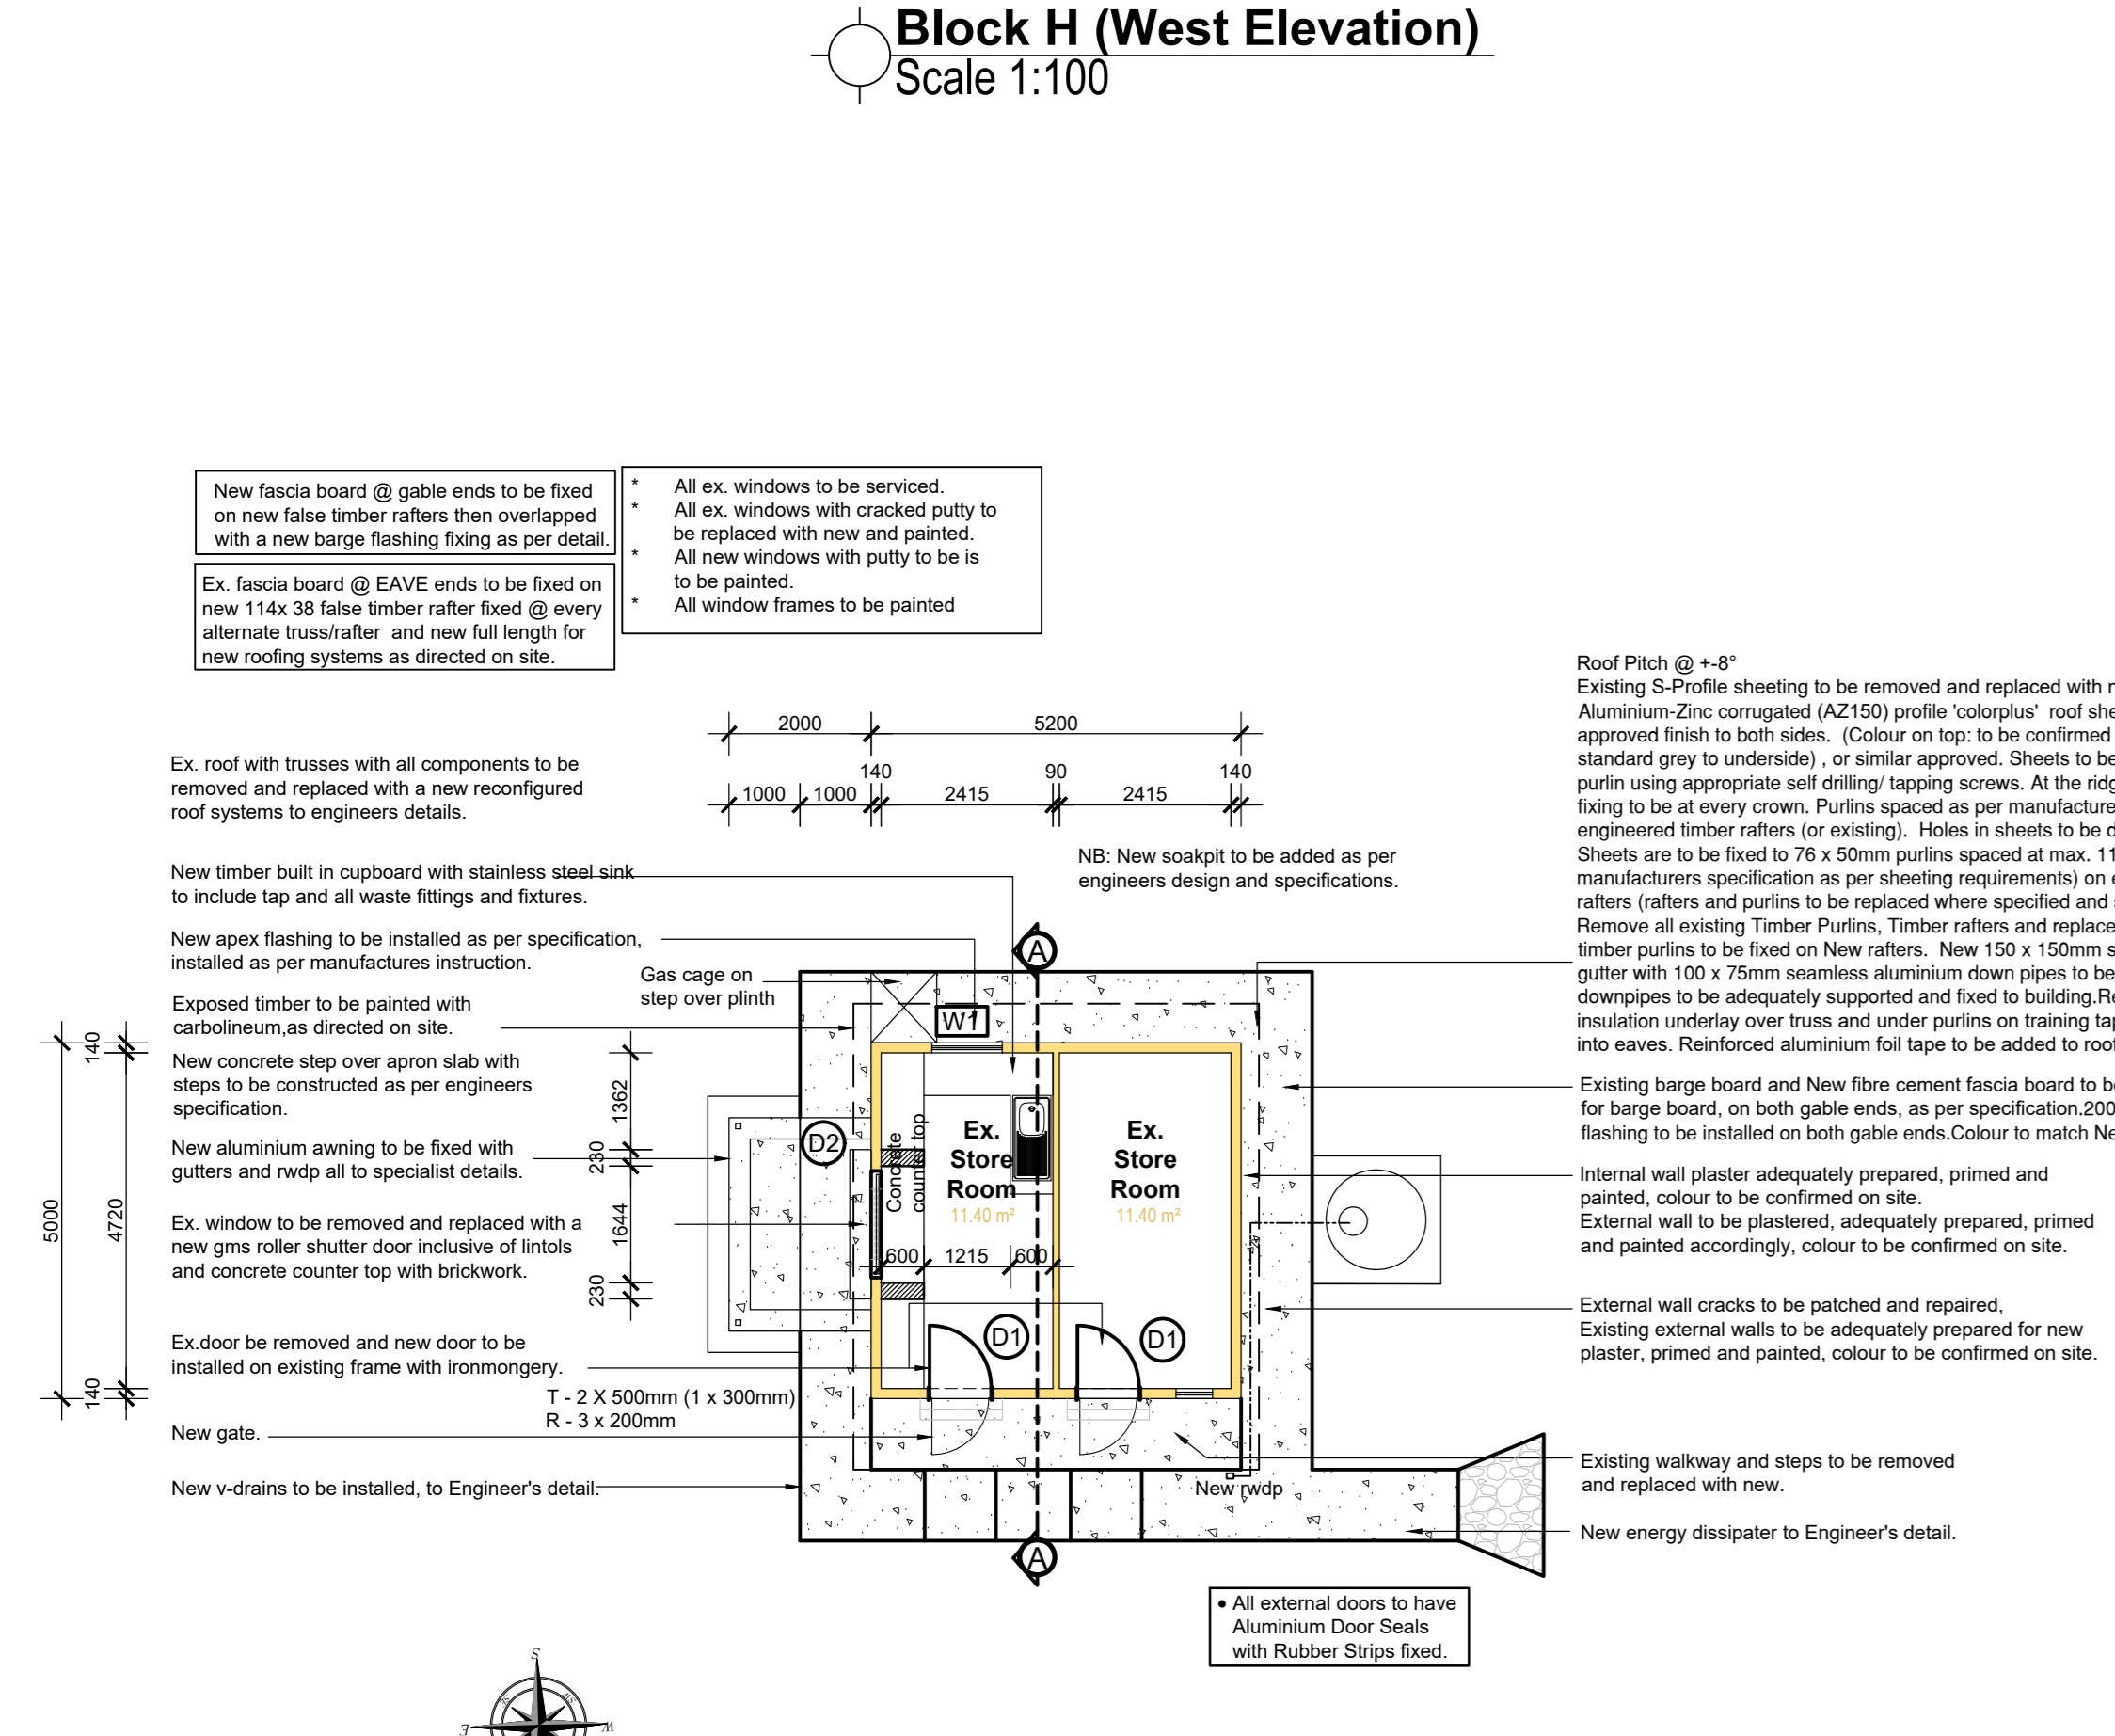 Block H (West Elevation)
Scale 1:100
New fascia board @ gable ends to be fixed
on new false timber rafters then overlapped
with a new barge flashing fixing as per detail.
Ex. fascia board @ EAVE ends to be fixed on
new 114x 38 false timber rafter fixed @ every
alternate truss/rafter  and new full length for
new roofing systems as directed on site.
* All ex. windows to be serviced.
* All ex. windows with cracked putty to
be replaced with new and painted.
* All new windows with putty to be is
to be painted.
* All window frames to be painted
2000 5200
140 90 140
1000 1000 2415 2415
Ex. roof with trusses with all components to be
removed and replaced with a new reconfigured
roof systems to engineers details.
New timber built in cupboard with stainless steel sink
to include tap and all waste fittings and fixtures.
New apex flashing to be installed as per specification,
installed as per manufactures instruction.
Exposed timber to be painted with
carbolineum,as directed on site.
New concrete step over apron slab with
steps to be constructed as per engineers
specification.
New aluminium awning to be fixed with
gutters and rwdp all to specialist details.
Ex. window to be removed and replaced with a
new gms roller shutter door inclusive of lintols
and concrete counter top with brickwork.
Ex.door be removed and new door to be
installed on existing frame with ironmongery.
T - 2 X 500mm (1 x 300mm)
R - 3 x 200mm
New gate.
New v-drains to be installed, to Engineer's detail.
5000
140
4720
140
1362
230
1644
230
Gas cage on
step over plinth
NB: New soakpit to be added as per
engineers design and specifications.
A
W1
D2
Concrete
counter top
Ex.
Store
Room
11.40 m²
Ex.
Store
Room
11.40 m²
600 1215 600
D1
D1
New rwdp
A
Roof Pitch @ +-8°
Existing S-Profile sheeting to be removed and replaced with
Aluminium-Zinc corrugated (AZ150) profile 'colorplus'  roof
approved finish to both sides.  (Colour on top: to be confirmed
standard grey to underside) , or similar approved. Sheets to be
purlin using appropriate self drilling/ tapping screws. At the
fixing to be at every crown. Purlins spaced as per
engineered timber rafters (or existing).  Holes in sheets to be
Sheets are to be fixed to 76 x 50mm purlins spaced at max.
manufacturers specification as per sheeting requirements) on
rafters (rafters and purlins to be replaced where specified and
Remove all existing Timber Purlins, Timber rafters and
timber purlins to be fixed on New rafters.  New 150 x 150mm
gutter with 100 x 75mm seamless aluminium down pipes to be
downpipes to be adequately supported and fixed to building.
insulation underlay over truss and under purlins on training
into eaves. Reinforced aluminium foil tape to be added to
Existing barge board and New fibre cement fascia board to
for barge board, on both gable ends, as per specification.
flashing to be installed on both gable ends.Colour to match
Internal wall plaster adequately prepared, primed and
painted, colour to be confirmed on site.
External wall to be plastered, adequately prepared, primed
and painted accordingly, colour to be confirmed on site.
External wall cracks to be patched and repaired,
Existing external walls to be adequately prepared for new
plaster, primed and painted, colour to be confirmed on site.
Existing walkway and steps to be removed
and replaced with new.
New energy dissipater to Engineer's detail.
• All external doors to have
Aluminium Door Seals
with Rubber Strips fixed.
S
E W